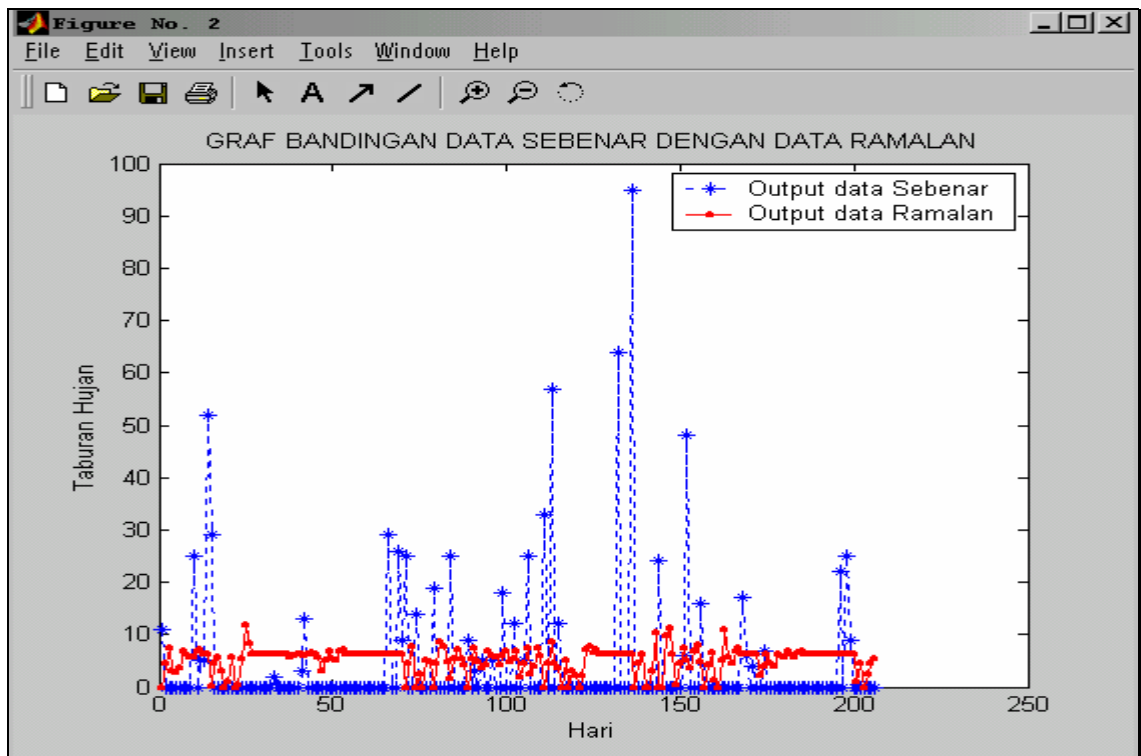 Figure No. 2
File Edit View Insert Tools Window Help
A
GRAF BANDINGAN DATA SEBENAR DENGAN DATA RAMALAN
Output data Sebenar
Output data Ramalan
100
90
80
70
60
50
40
30
20
10
0
Taburan Hujan
0 50 100 150 200 250
Hari